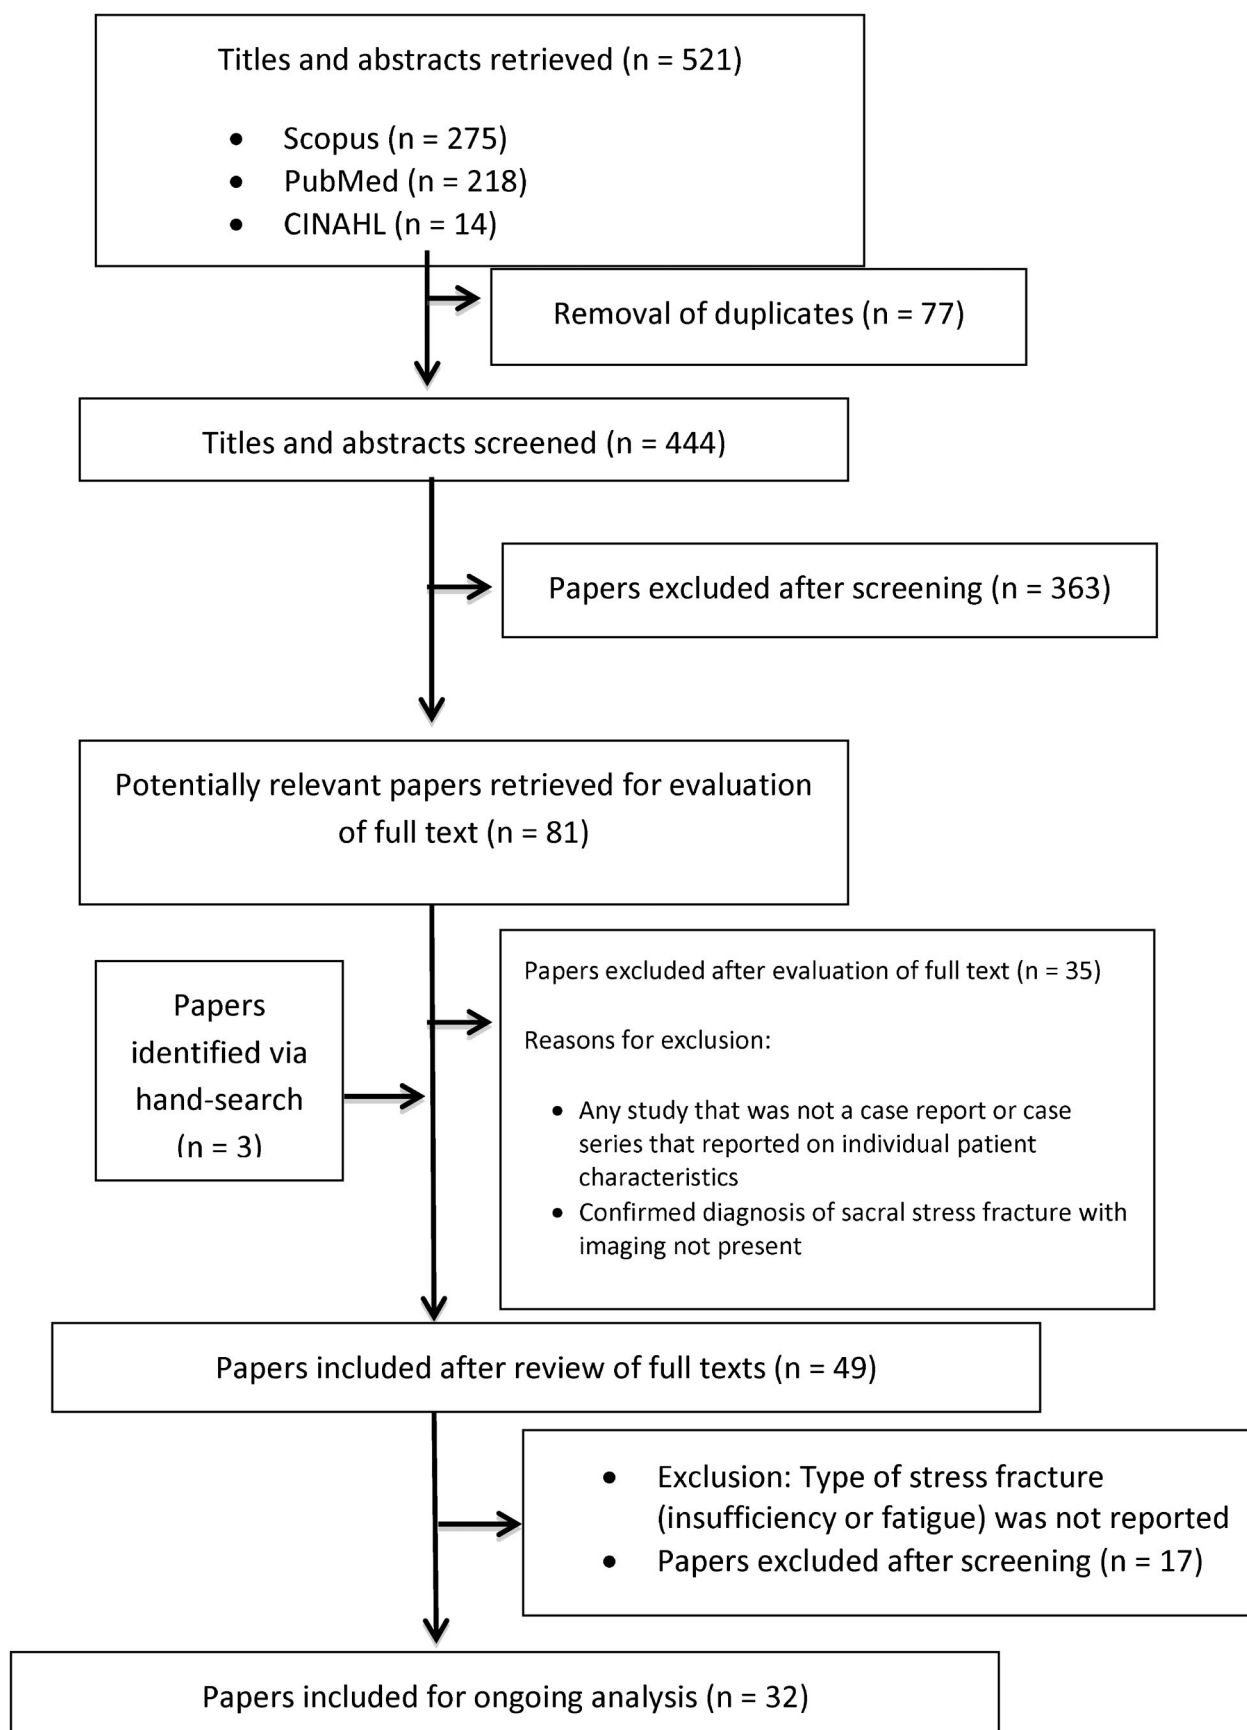 Titles and abstracts retrieved (n = 521)
• Scopus (n = 275)
• PubMed (n = 218)
• CINAHL (n = 14)
Removal of duplicates (n = 77)
Titles and abstracts screened (n = 444)
Papers excluded after screening (n = 363)
Potentially relevant papers retrieved for evaluation
of full text (n = 81)
Papers
identified via
hand-search
(n = 3)
Papers excluded after evaluation of full text (n = 35)
Reasons for exclusion:
• Any study that was not a case report or case
series that reported on individual patient
characteristics
• Confirmed diagnosis of sacral stress fracture with
imaging not present
Papers included after review of full texts (n = 49)
• Exclusion: Type of stress fracture
(insufficiency or fatigue) was not reported
• Papers excluded after screening (n = 17)
Papers included for ongoing analysis (n = 32)